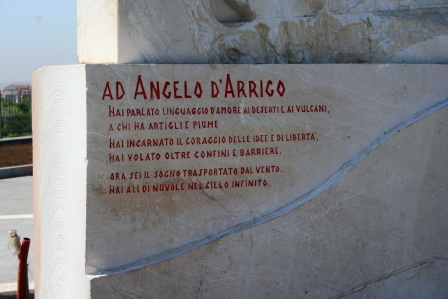 AD ANGELO D'ARRIGO
HAI PARLATO LINGUAGGIO D'AMORE AI DESERTI E AI VULCANI,
A CHI HA ARTIGLI E PIUME
HAI INCARNATO IL CORAGGIO DELLE IDEE E DI LIBERTA',
HAI VOLATO OLTRE CONFINI E BARRIERE.
ORA SEI IL SOGNO TRASPORTATO DAL VENTO.
HAI ALI DI NUVOLE NEL CIELO INFINITO.